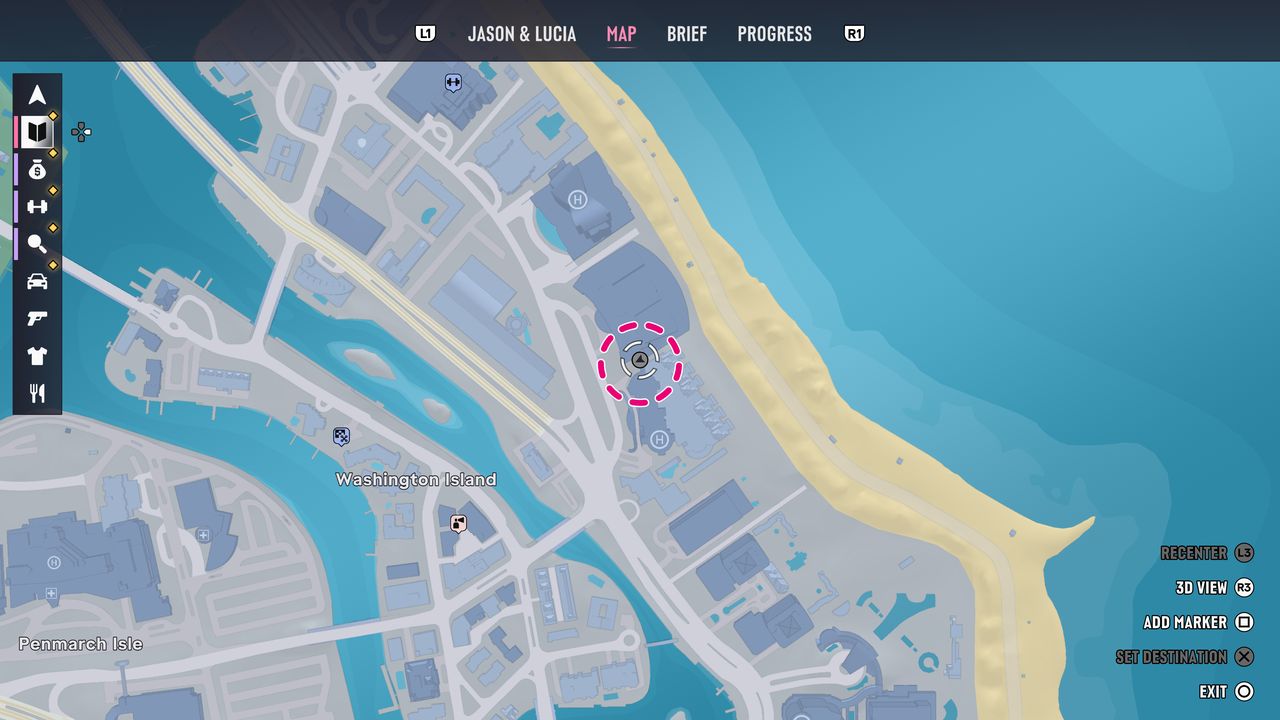 L1 JASON & LUCIA MAP BRIEF PROGRESS R1
$
H
H
Washington Island
H
Penmarch Isle
H
RECENTER L3
3D VIEW R3
ADD MARKER
SET DESTINATION
EXIT